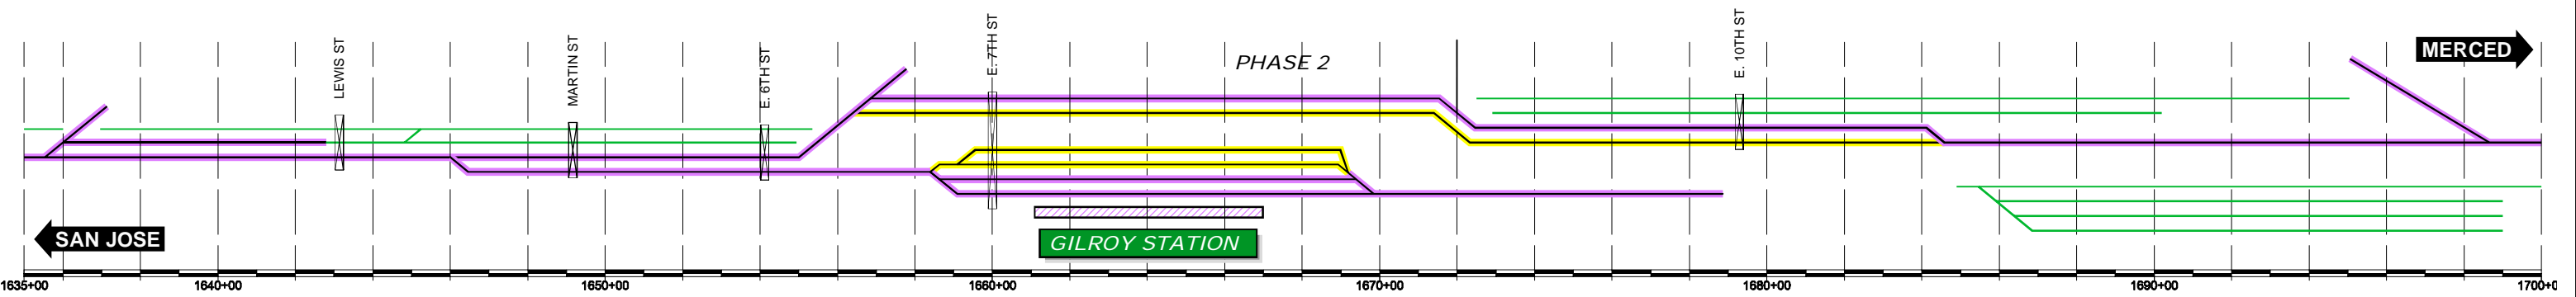 LEWIS ST
MARTIN ST
E. 6TH ST
E. 7TH ST
PHASE 2
E. 10TH ST
MERCED
SAN JOSE
GILROY STATION
1635+00
1640+00
1650+00
1660+00
1670+00
1680+00
1690+00
1700+0